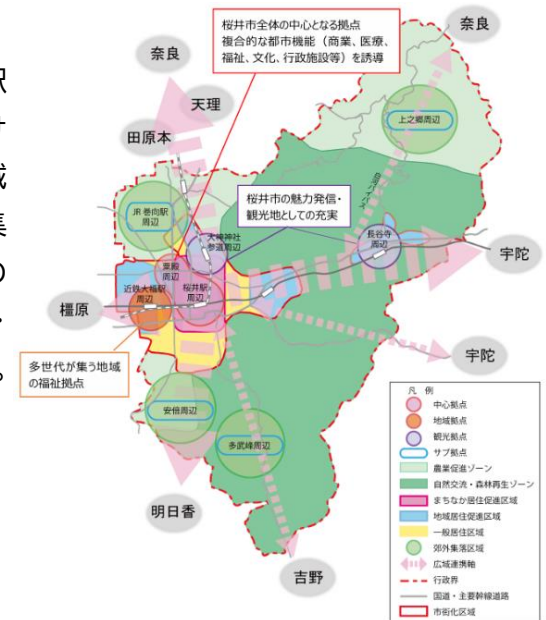 桜井市全体の中心となる拠点
複合的な都市機能（商業、医療、
福祉、文化、行政施設等）を誘導
奈良
奈良
天理
田原本
上之郷周辺
JR巻向駅
周辺
桜井市の魅力発信・
観光地としての充実
大神神社
参道周辺
長谷寺
周辺
宇陀
粟殿
周辺
近鉄大福駅
周辺
桜井駅
周辺
橿原
宇陀
多世代が集う地域
の福祉拠点
安倍周辺
多武峰周辺
明日香
吉野
凡 例
中心拠点
地域拠点
観光拠点
サブ拠点
農業促進ゾーン
自然交流・森林再生ゾーン
まちなか居住促進区域
地域居住促進区域
一般居住区域
郊外集落区域
広域連携軸
行政界
国道・主要幹線道路
市街化区域